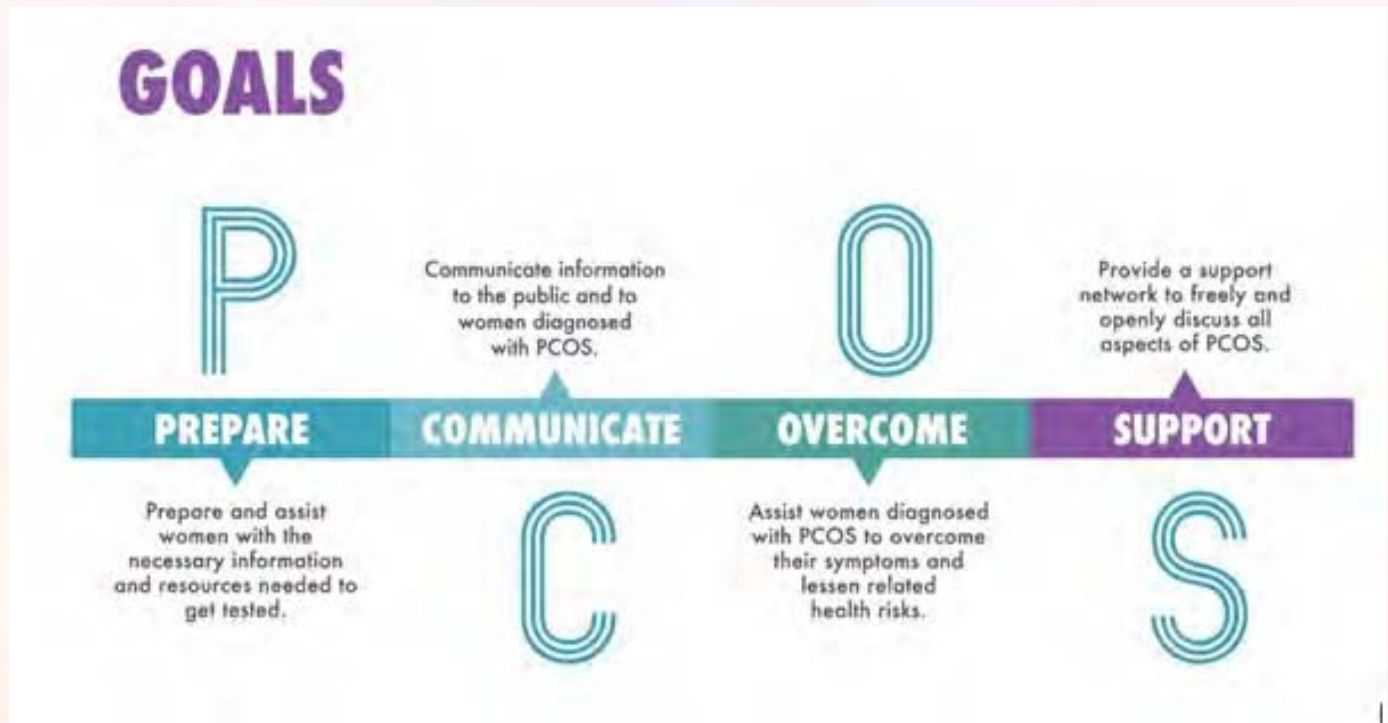 GOALS
P
PREPARE
Prepare and assist
women with the
necessary information
and resources needed to
get tested.
Communicate information
to the public and to
women diagnosed
with PCOS.
COMMUNICATE
C
O
OVERCOME
Assist women diagnosed
with PCOS to overcome
their symptoms and
lessen related
health risks.
Provide a support
network to freely and
openly discuss all
aspects of PCOS.
SUPPORT
S